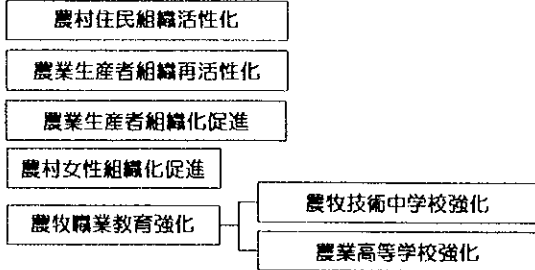 農村住民組織活性化
農業生産者組織再活性化
農業生産者組織化促進
農村女性組織化促進
農牧職業教育強化
農牧技術中学校強化
農業高等学校強化